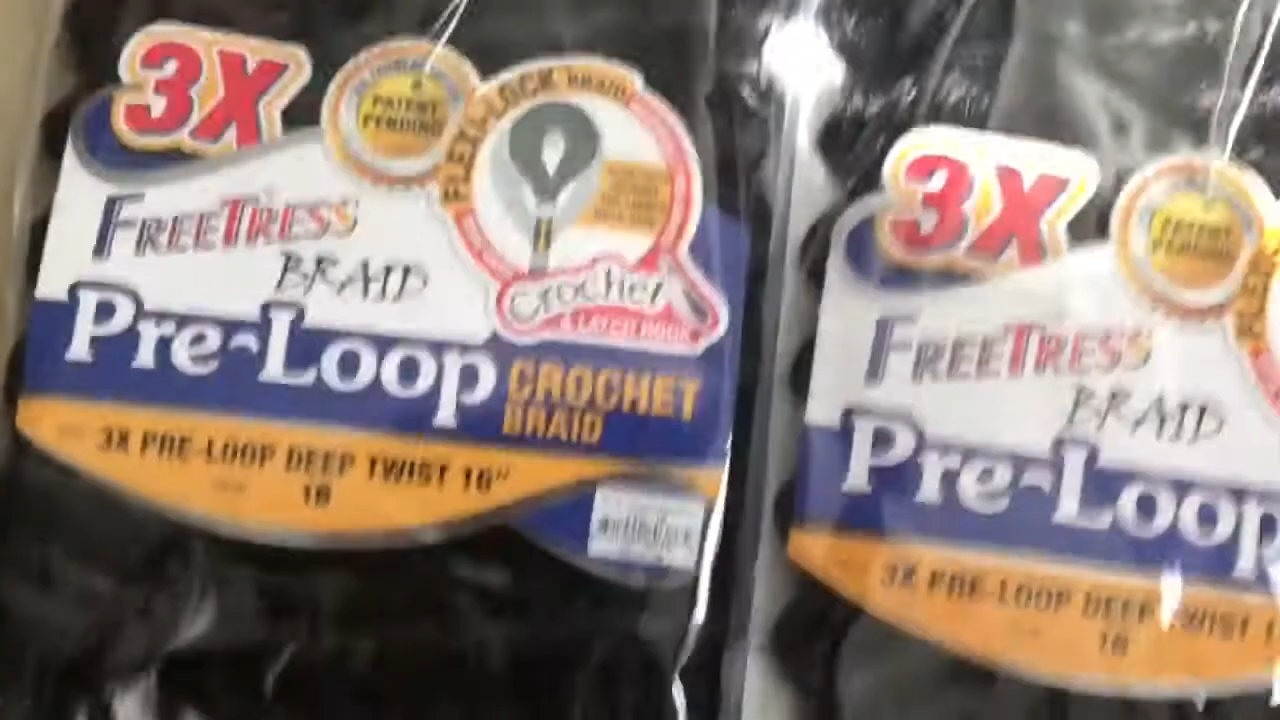 3X
PATENT
PENDING
FLEXI-LOCK BRAID
FREETRESS
BRAID
Crochet
& LATCH HOOK
Pre-Loop
CROCHET
BRAID
3X PRE-LOOP DEEP TWIST 16"
1B
3X
PATENT
PENDING
FREETRESS
BRAID
Pre-Loop
3X PRE-LOOP DEEP TWIST
1B